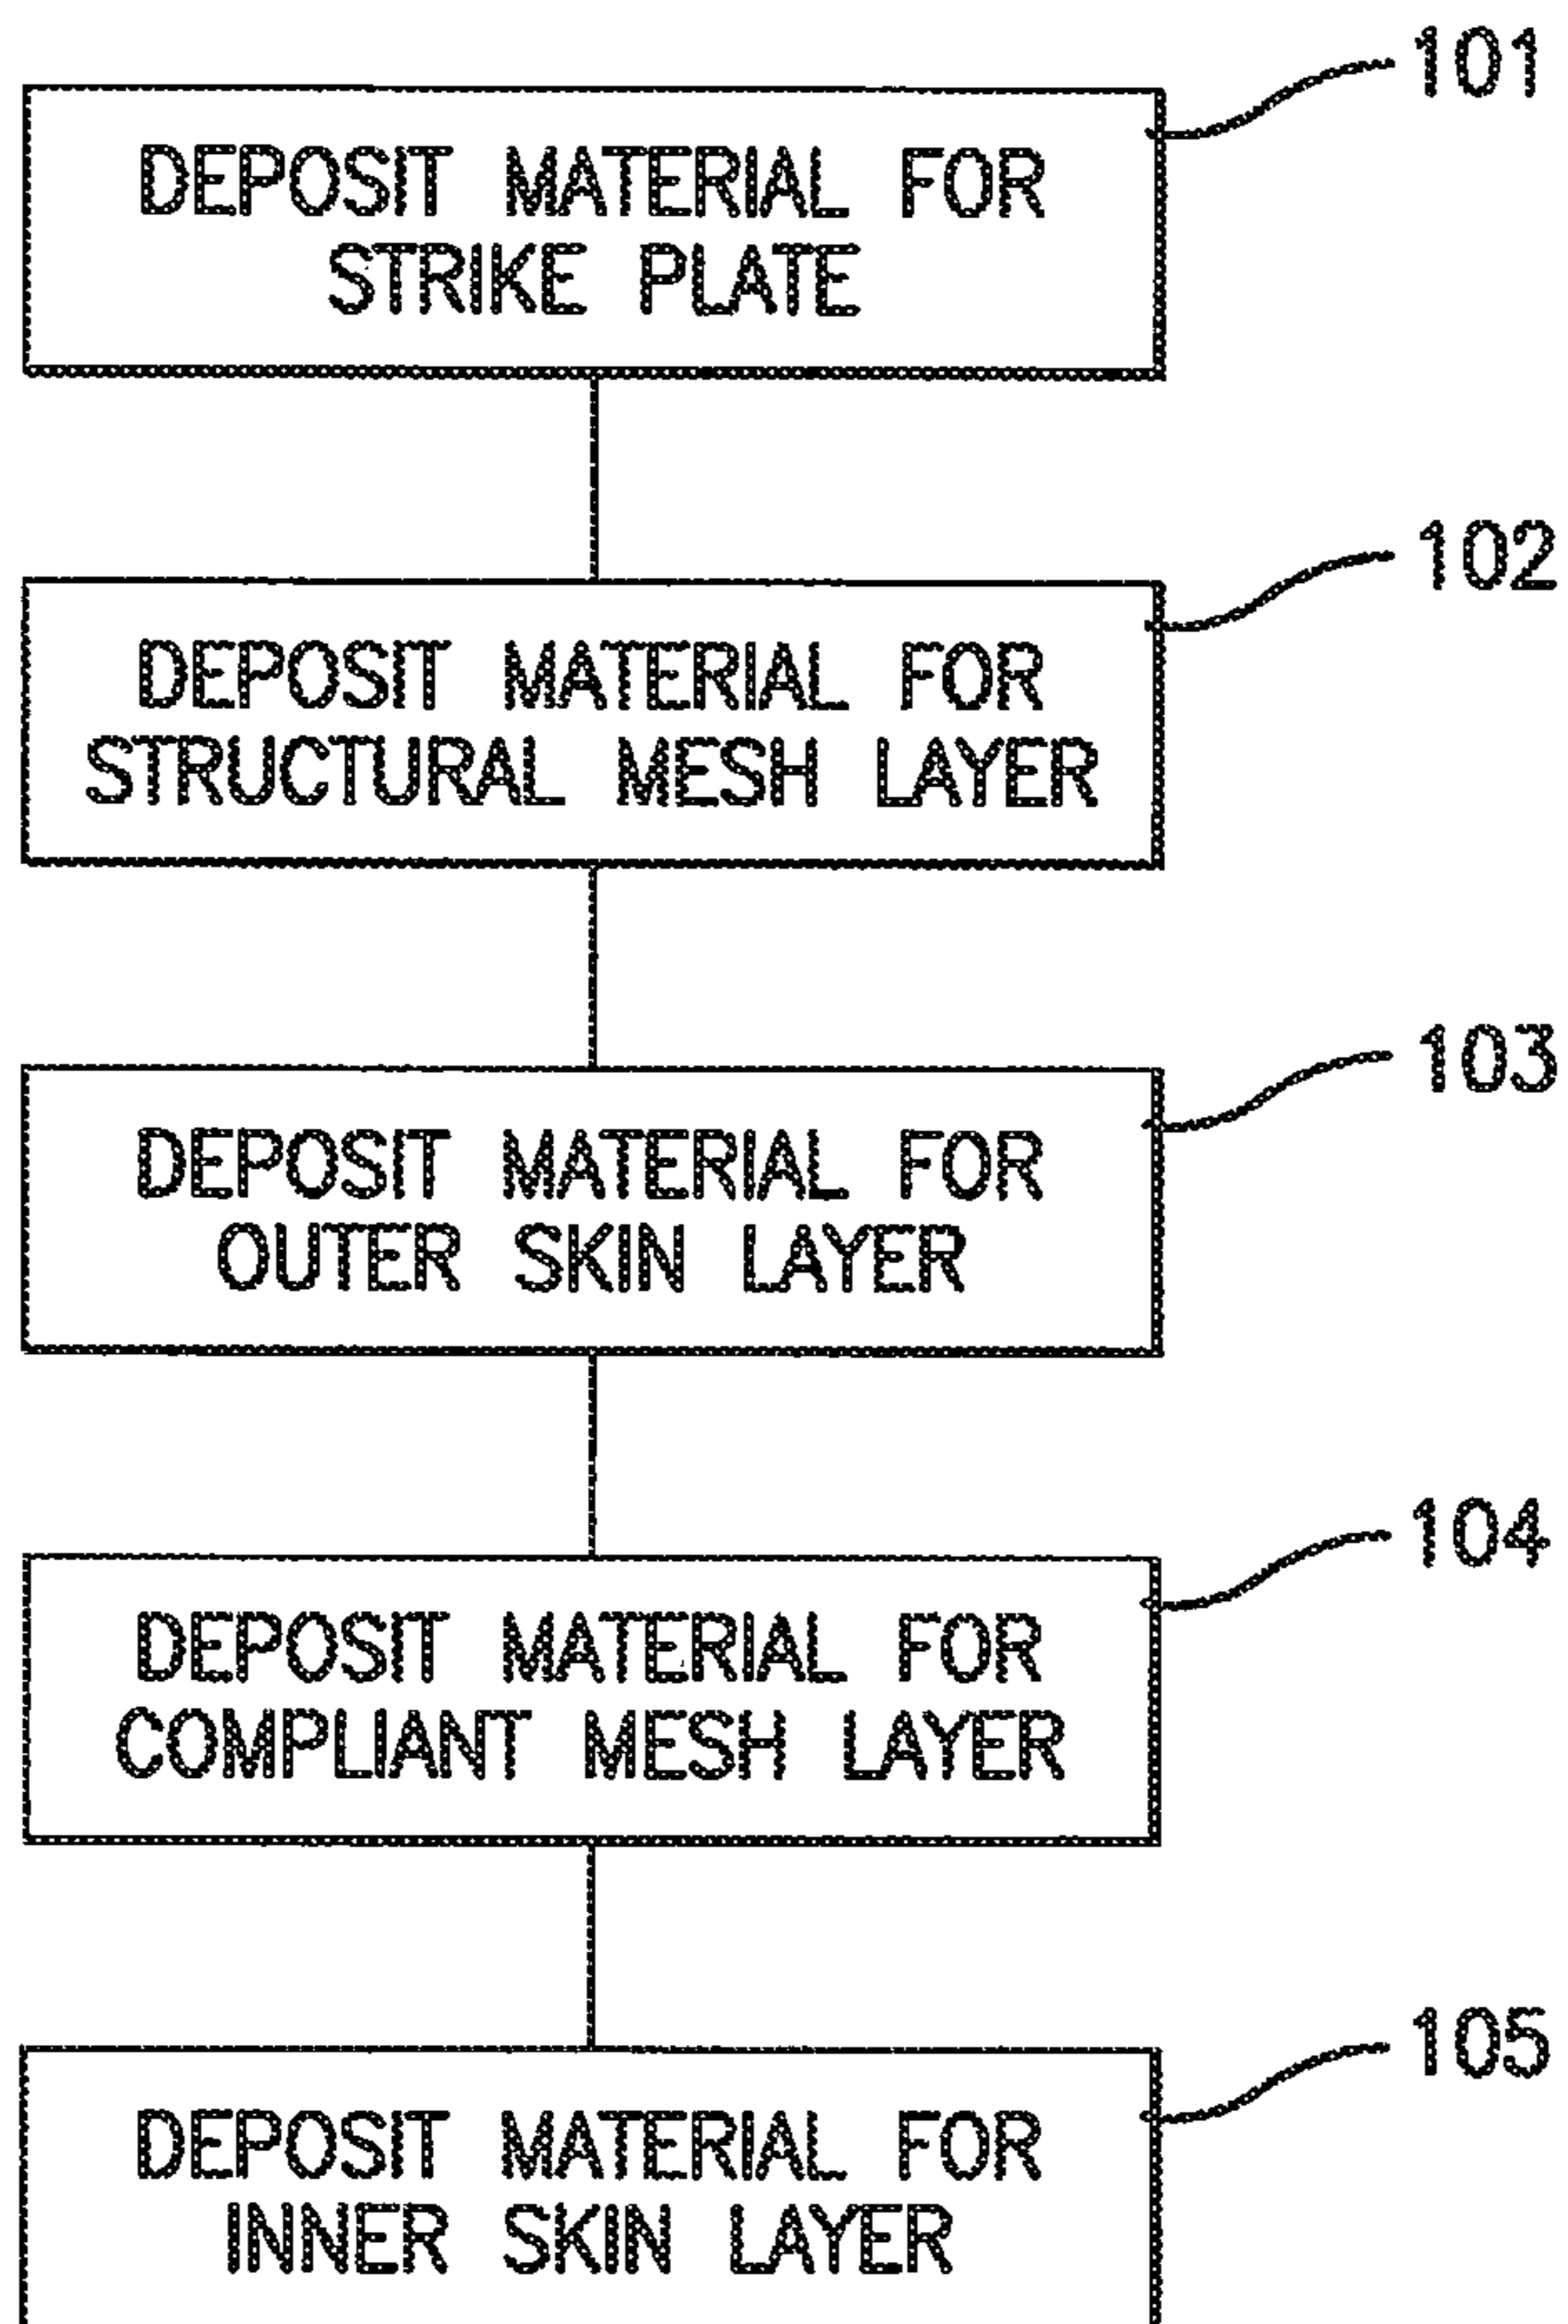 101
DEPOSIT MATERIAL FOR
STRIKE PLATE
102
DEPOSIT MATERIAL FOR
STRUCTURAL MESH LAYER
103
DEPOSIT MATERIAL FOR
OUTER SKIN LAYER
104
DEPOSIT MATERIAL FOR
COMPLIANT MESH LAYER
105
DEPOSIT MATERIAL FOR
INNER SKIN LAYER